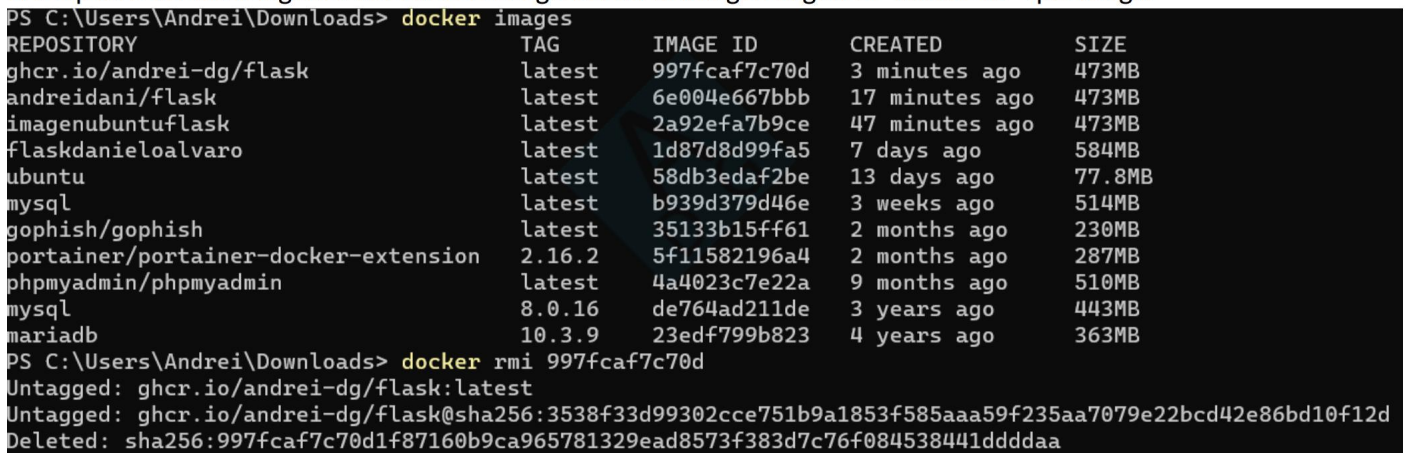 PS C:\Users\Andrei\Downloads> docker images
REPOSITORY TAG IMAGE ID CREATED SIZE
ghcr.io/andrei-dg/flask latest 997fcaf7c70d 3 minutes ago 473MB
andreidani/flask latest 6e004e667bbb 17 minutes ago 473MB
imagenubuntuflask latest 2a92efa7b9ce 47 minutes ago 473MB
flaskdanieloalvaro latest 1d87d8d99fa5 7 days ago 584MB
ubuntu latest 58db3edaf2be 13 days ago 77.8MB
mysql latest b939d379d46e 3 weeks ago 514MB
gophish/gophish latest 35133b15ff61 2 months ago 230MB
portainer/portainer-docker-extension 2.16.2 5f11582196a4 2 months ago 287MB
phpmyadmin/phpmyadmin latest 4a4023c7e22a 9 months ago 510MB
mysql 8.0.16 de764ad211de 3 years ago 443MB
mariadb 10.3.9 23edf799b823 4 years ago 363MB
PS C:\Users\Andrei\Downloads> docker rmi 997fcaf7c70d
Untagged: ghcr.io/andrei-dg/flask:latest
Untagged: ghcr.io/andrei-dg/flask@sha256:3538f33d99302cce751b9a1853f585aaa59f235aa7079e22bcd42e86bd10f12d
Deleted: sha256:997fcaf7c70d1f87160b9ca965781329ead8573f383d7c76f084538441ddddaa